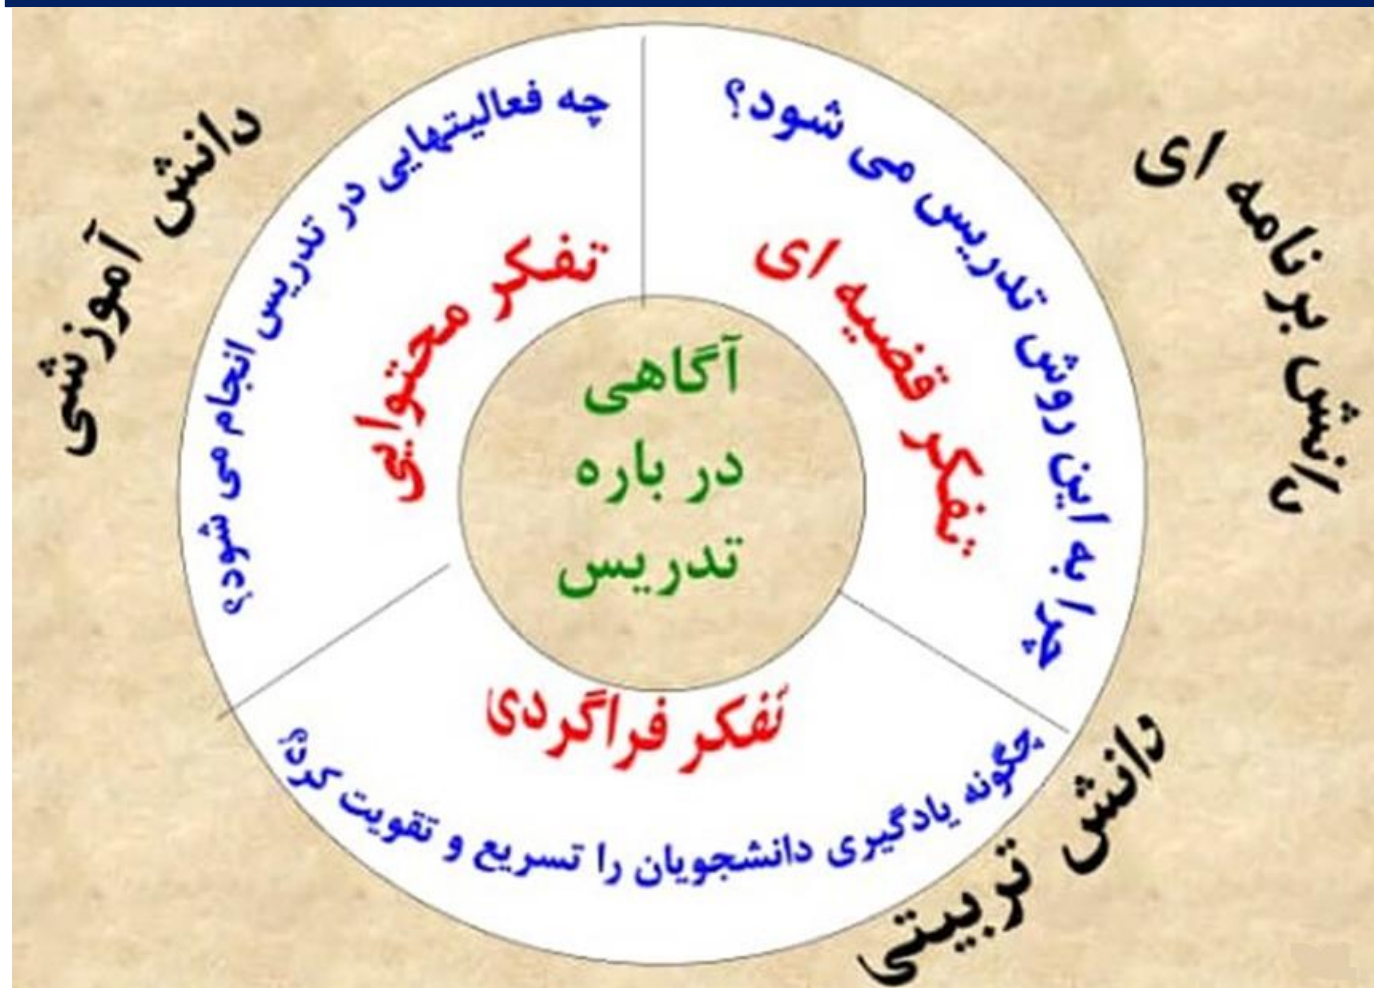 دانش برنامه ای
چرا به این روش تدریس می شود؟
تفکر قضیه ای
دانش آموزشی
چه فعالیتهایی در تدریس انجام می شود؟
تفکر محتوایی
آگاهی
در باره
تدریس
تفکر فراگردی
چگونه یادگیری دانشجویان را تسریع و تقویت کرد؟
دانش تربیتی